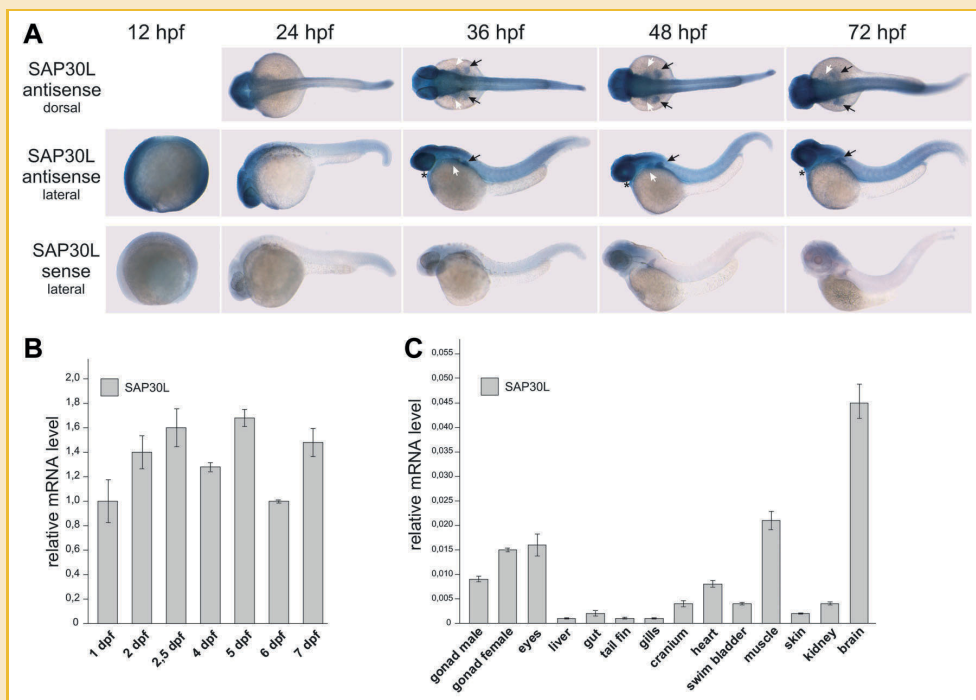 A
12 hpf 24 hpf 36 hpf 48 hpf 72 hpf
SAP30L
antisense
dorsal
SAP30L
antisense
lateral
*
*
*
SAP30L
sense
lateral
B
relative mRNA level
SAP30L
2,0
1,8
1,6
1,4
1,2
1,0
0,8
0,6
0,4
0,2
0
1 dpf
2 dpf
2,5 dpf
4 dpf
5 dpf
6 dpf
7 dpf
C
relative mRNA level
SAP30L
0,055
0,050
0,045
0,040
0,035
0,030
0,025
0,020
0,015
0,010
0,005
0
gonad male
gonad female
eyes
liver
gut
tail fin
gills
cranium
heart
swim bladder
muscle
skin
kidney
brain